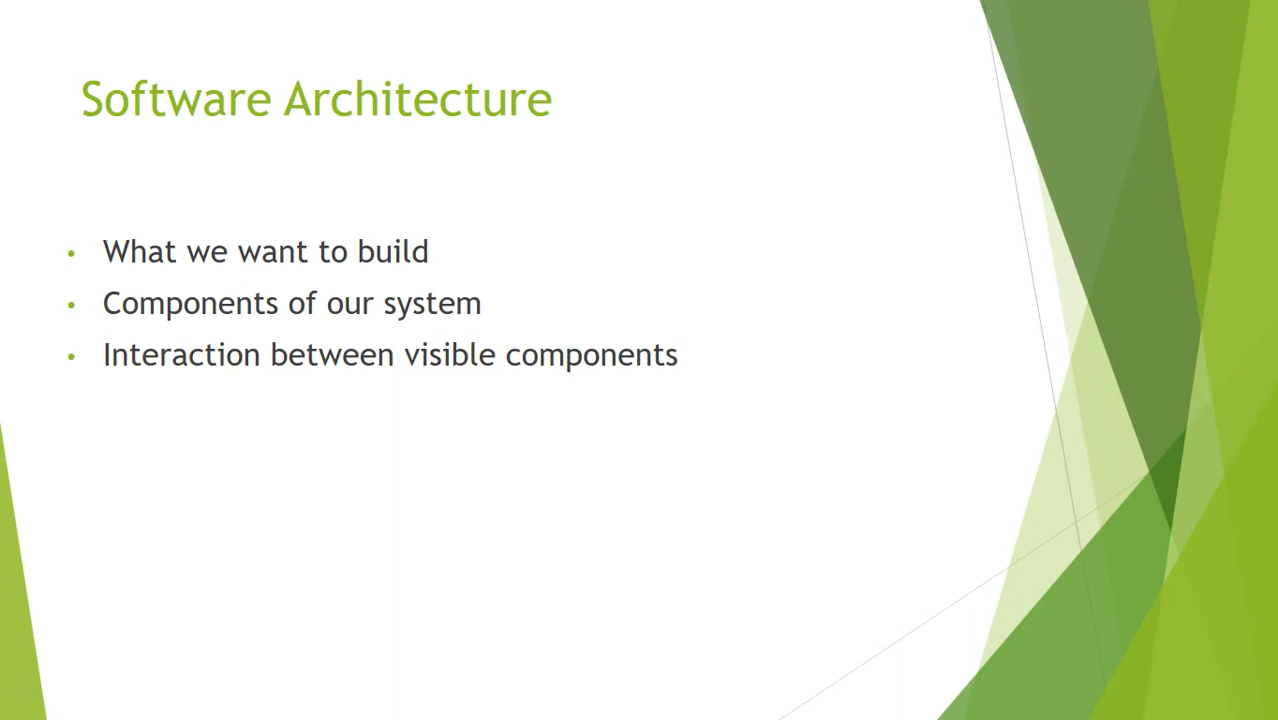 Software Architecture
• What we want to build
• Components of our system
• Interaction between visible components